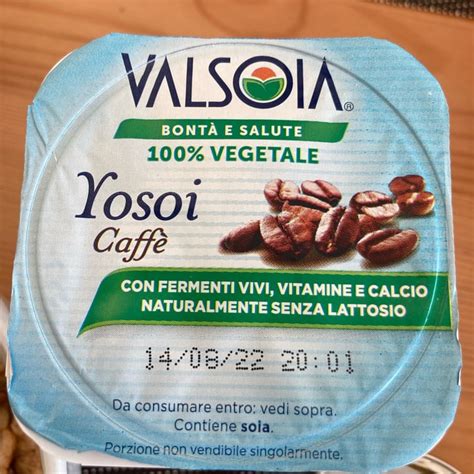 VALSOIA®
BONTÀ E SALUTE
100% VEGETALE
Yosoi
Caffè
CON FERMENTI VIVI, VITAMINE E CALCIO
NATURALMENTE SENZA LATTOSIO
14/08/22 20:01
Da consumare entro: vedi sopra.
Contiene soia.
Porzione non vendibile singolarmente.